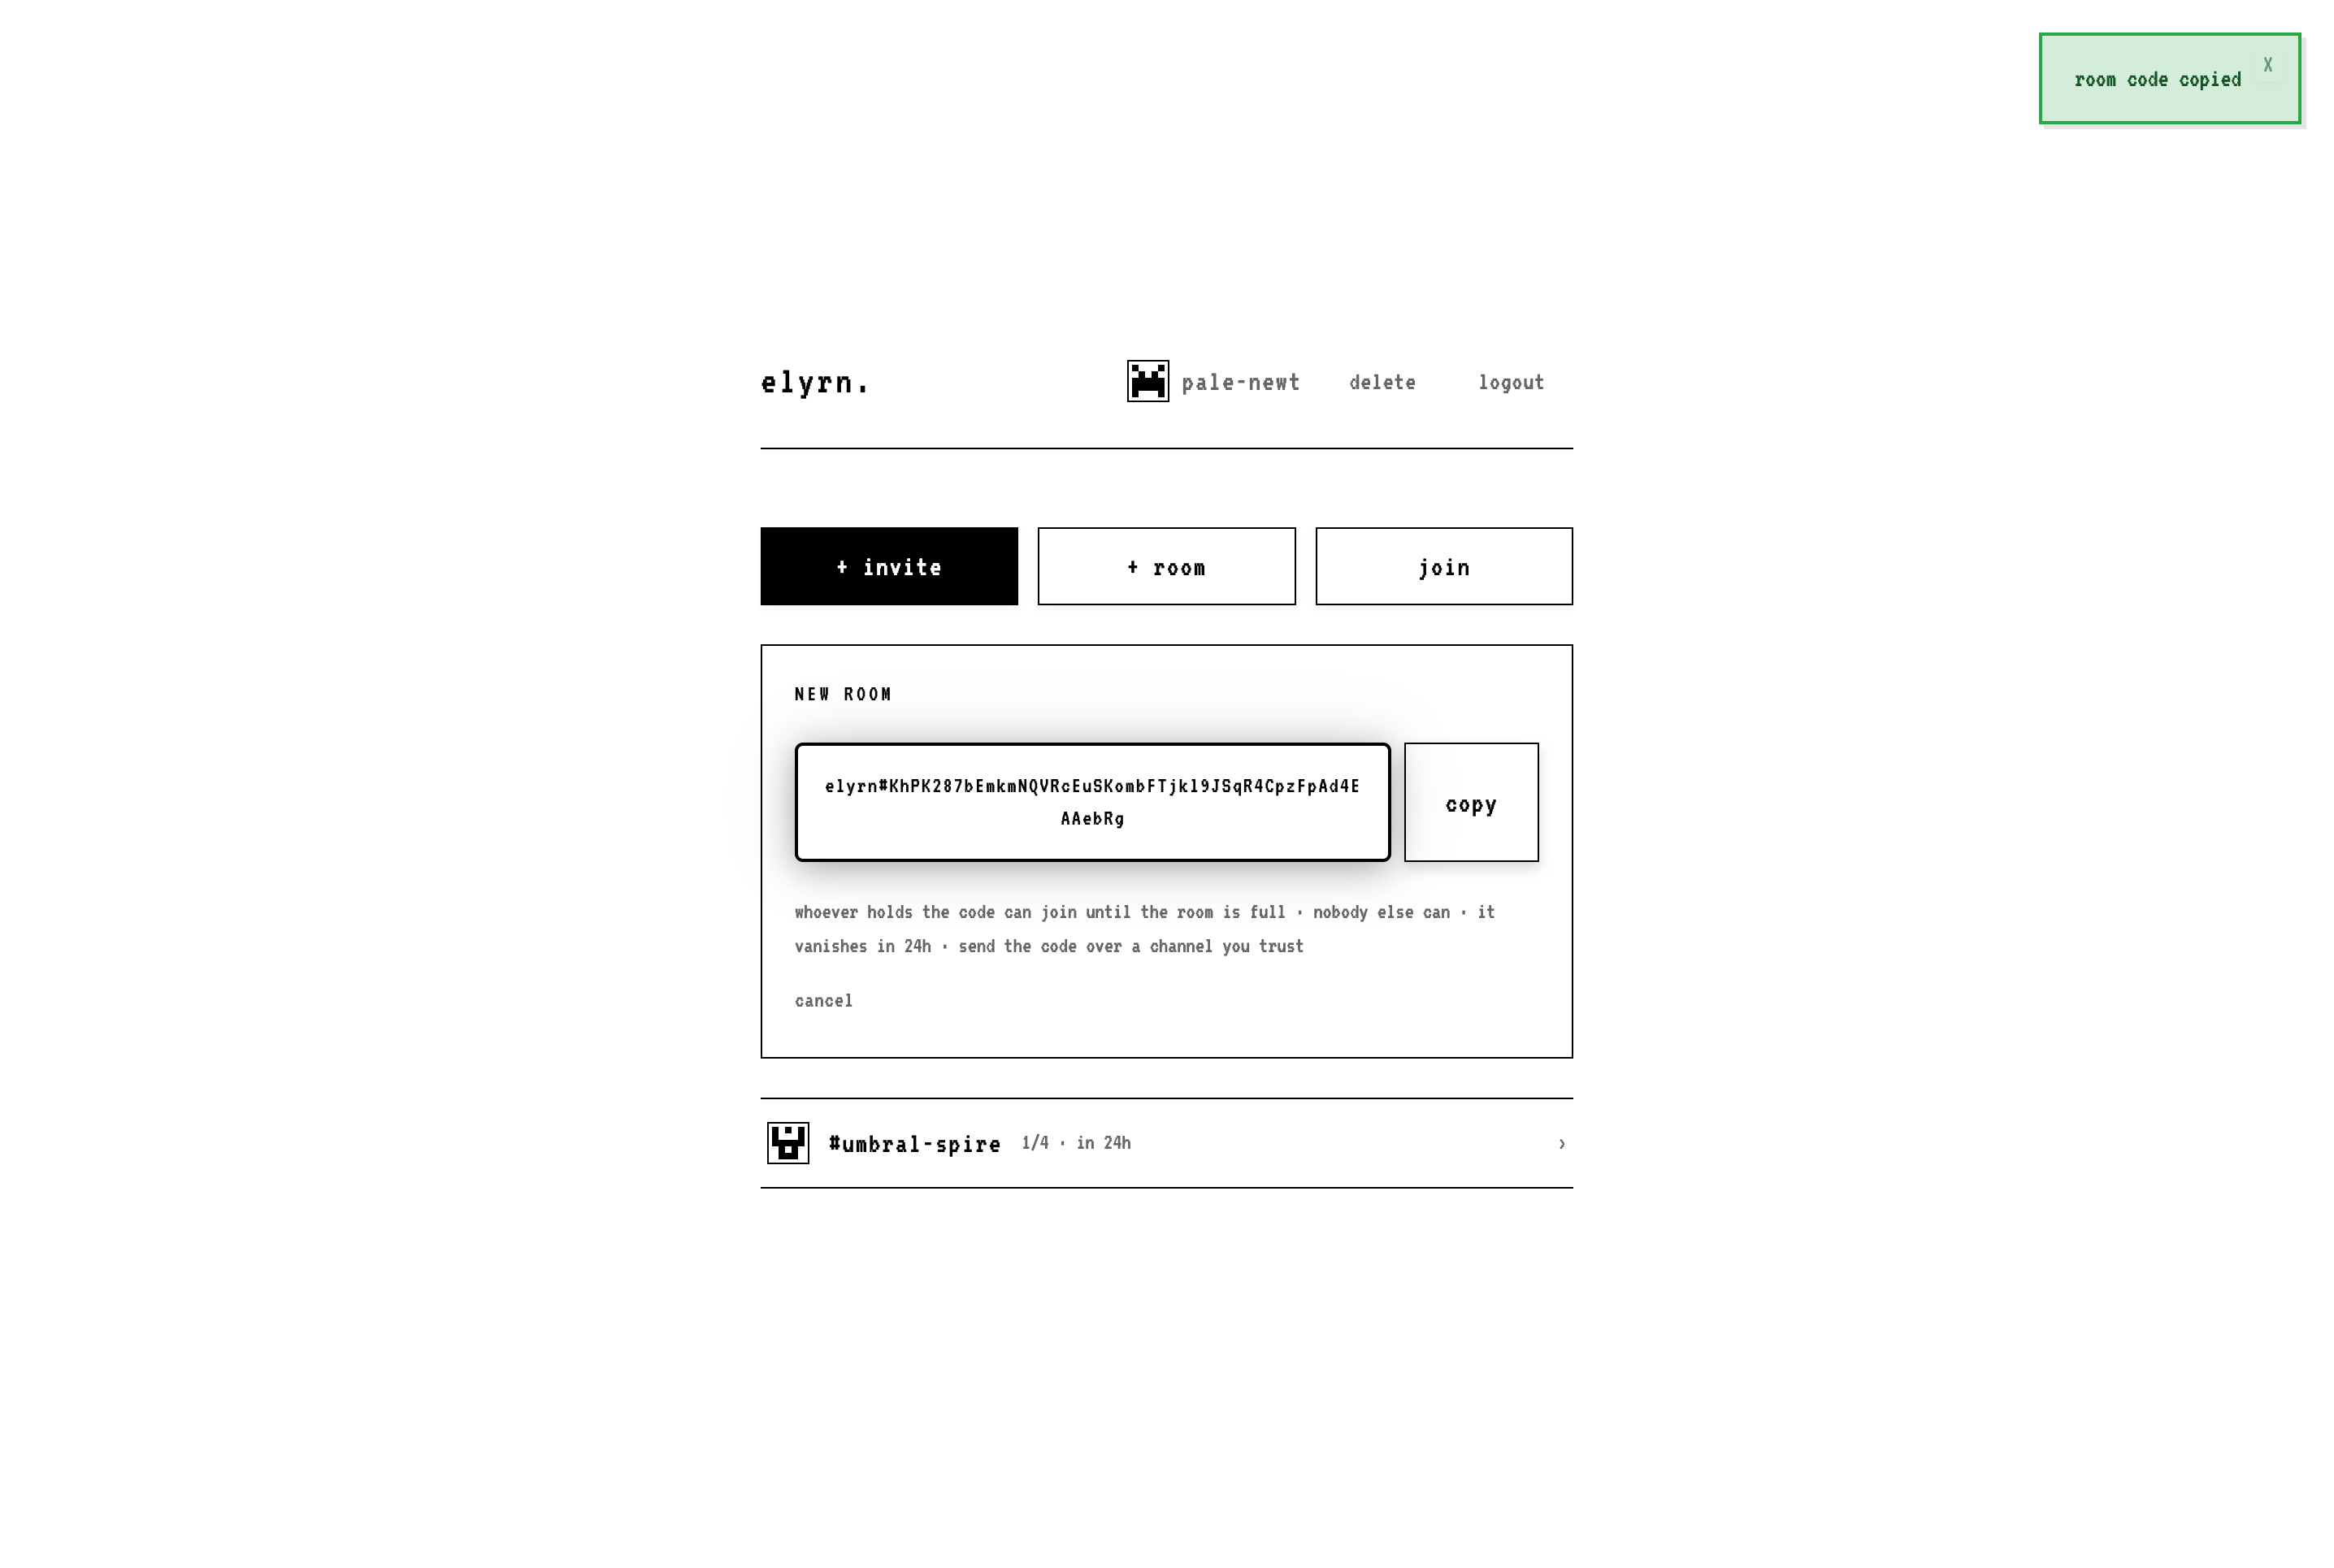 room code copied X
elyrn. pale-newt delete logout
+ invite + room join
NEW ROOM
elyrn#KhPK287bEmkmNQVRcEuSKombFTjkl9JSqR4CpzFpAd4E
AAebRg
copy
whoever holds the code can join until the room is full · nobody else can · it
vanishes in 24h · send the code over a channel you trust
cancel
#umbral-spire 1/4 · in 24h ›